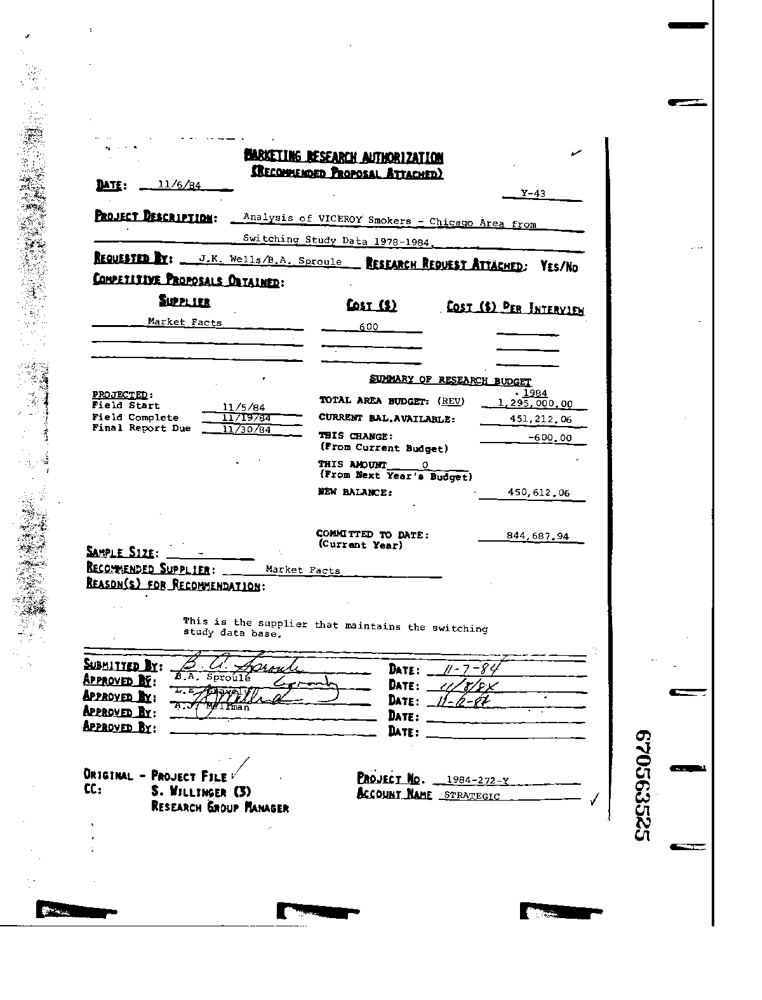 MARKETING RESEARCH AUTHORIZATION
(RECOMMENDED PROPOSAL ATTACHED)
DATE: 11/6/84
Y-43
PROJECT DESCRIPTION: Analysis of VICEROY Smokers - Chicago Area from
Switching Study Data 1978-1984.
REQUESTED BY: J.K. Wells/B.A. Sproule RESEARCH REQUEST ATTACHED: YES/NO
COMPETITIVE PROPOSALS OBTAINED:
SUPPLIER COST ($) COST ($) PER INTERVIEW
Market Facts 600
SUMMARY OF RESEARCH BUDGET
PROJECTED: 1984
Field Start 11/5/84 TOTAL AREA BUDGET: (REV) 1,295,000.00
Field Complete 11/19/84 CURRENT BAL.AVAILABLE: 451,212.06
Final Report Due 11/30/84
THIS CHANGE: -600.00
(From Current Budget)
THIS AMOUNT 0
(From Next Year's Budget)
NEW BALANCE: 450,612.06
COMMITTED TO DATE: 844,687.94
(Current Year)
SAMPLE SIZE: -
RECOMMENDED SUPPLIER: Market Facts
REASON(S) FOR RECOMMENDATION:
This is the supplier that maintains the switching
study data base.
SUBMITTED BY: B. A. Sproule DATE: 11-7-84
B.A. Sproule
APPROVED BY: DATE: 11/8/84
APPROVED BY: DATE:
APPROVED BY: DATE:
APPROVED BY: DATE:
ORIGINAL - PROJECT FILE PROJECT NO. 1984-272-Y
CC: S. WILLINGER (3) ACCOUNT NAME STRATEGIC
RESEARCH GROUP MANAGER
670563525